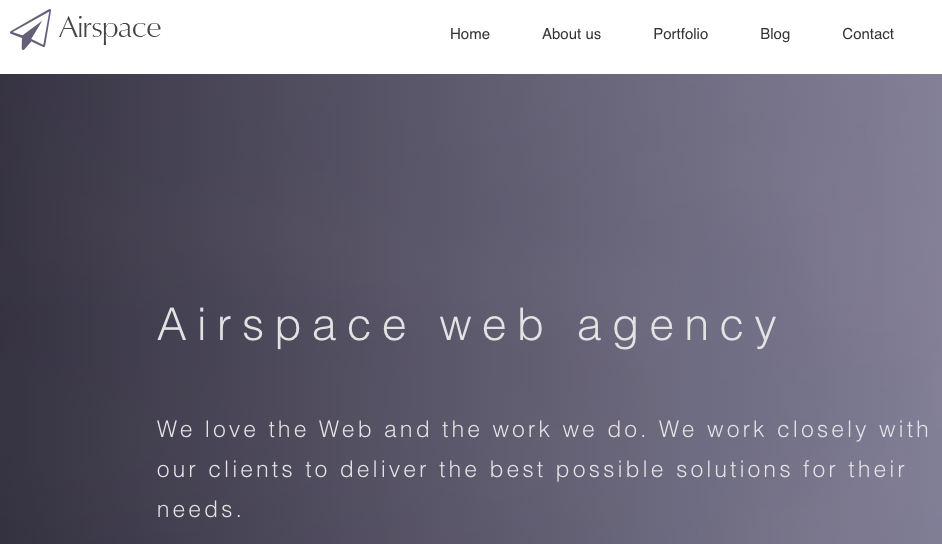 Airspace
Home About us Portfolio Blog Contact
Airspace web agency
We love the Web and the work we do. We work closely with
our clients to deliver the best possible solutions for their
needs.